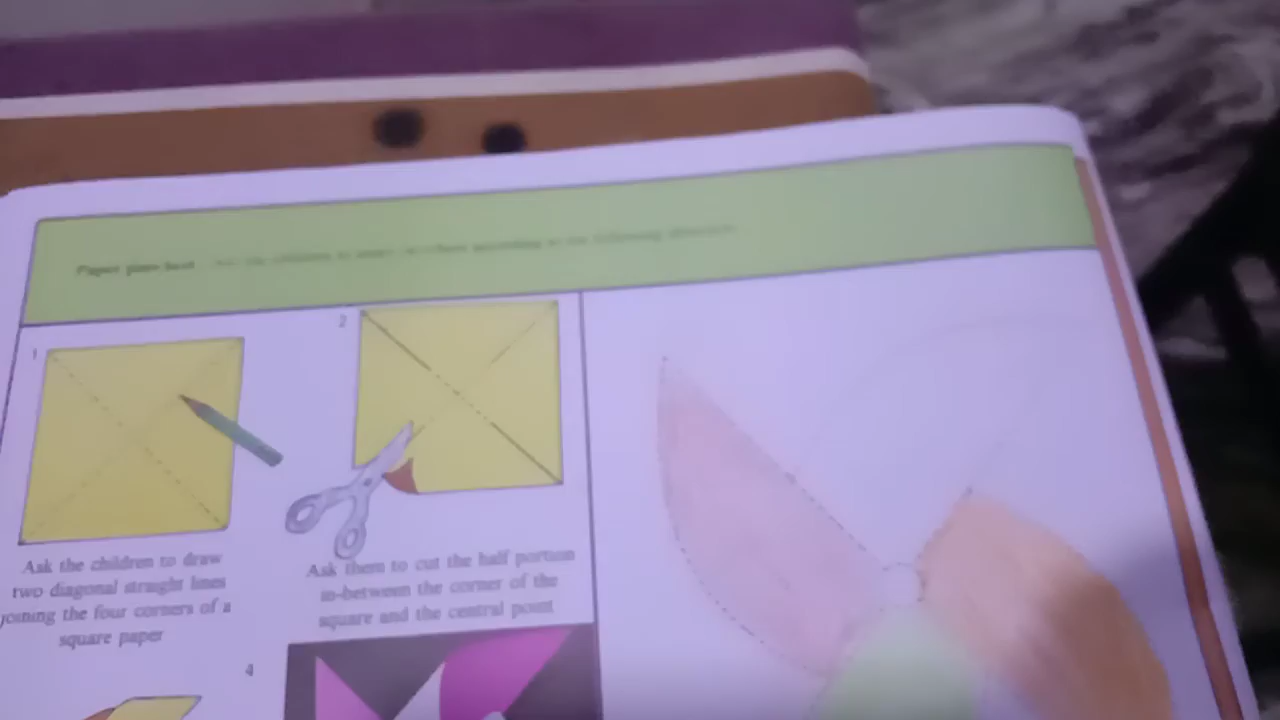 Paper
1
2
Ask the children to draw
two diagonal straight lines
joining the four corners of a
square paper
Ask them to cut the half portion
in-between the corner of the
square and the central point
4